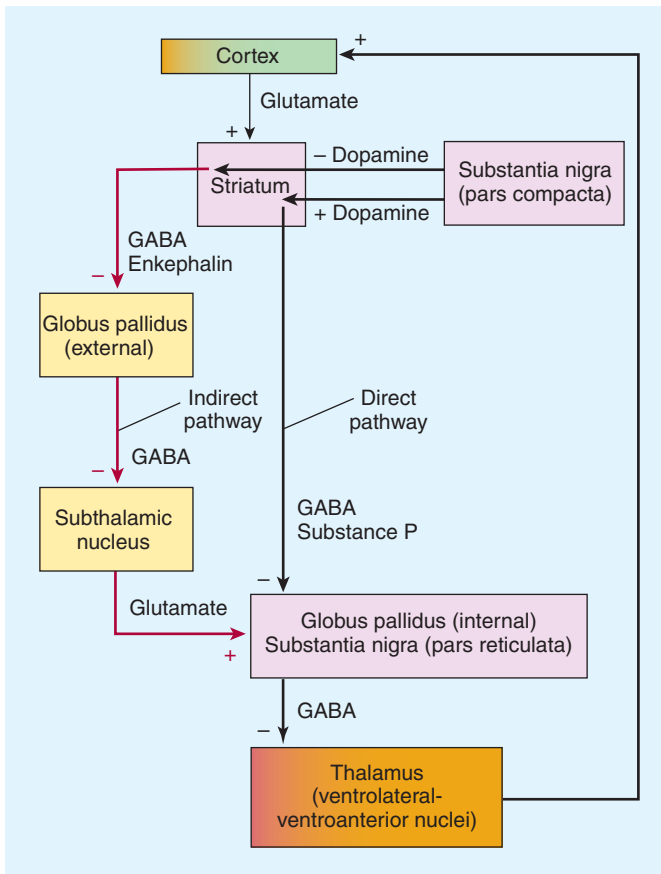 +
Cortex
Glutamate
+
– Dopamine
Striatum
+ Dopamine
Substantia nigra
(pars compacta)
GABA
Enkephalin
–
Globus pallidus
(external)
Indirect
pathway
Direct
pathway
–
GABA
Subthalamic
nucleus
GABA
Substance P
–
Glutamate
+
Globus pallidus (internal)
Substantia nigra (pars reticulata)
GABA
–
Thalamus
(ventrolateral-
ventroanterior nuclei)